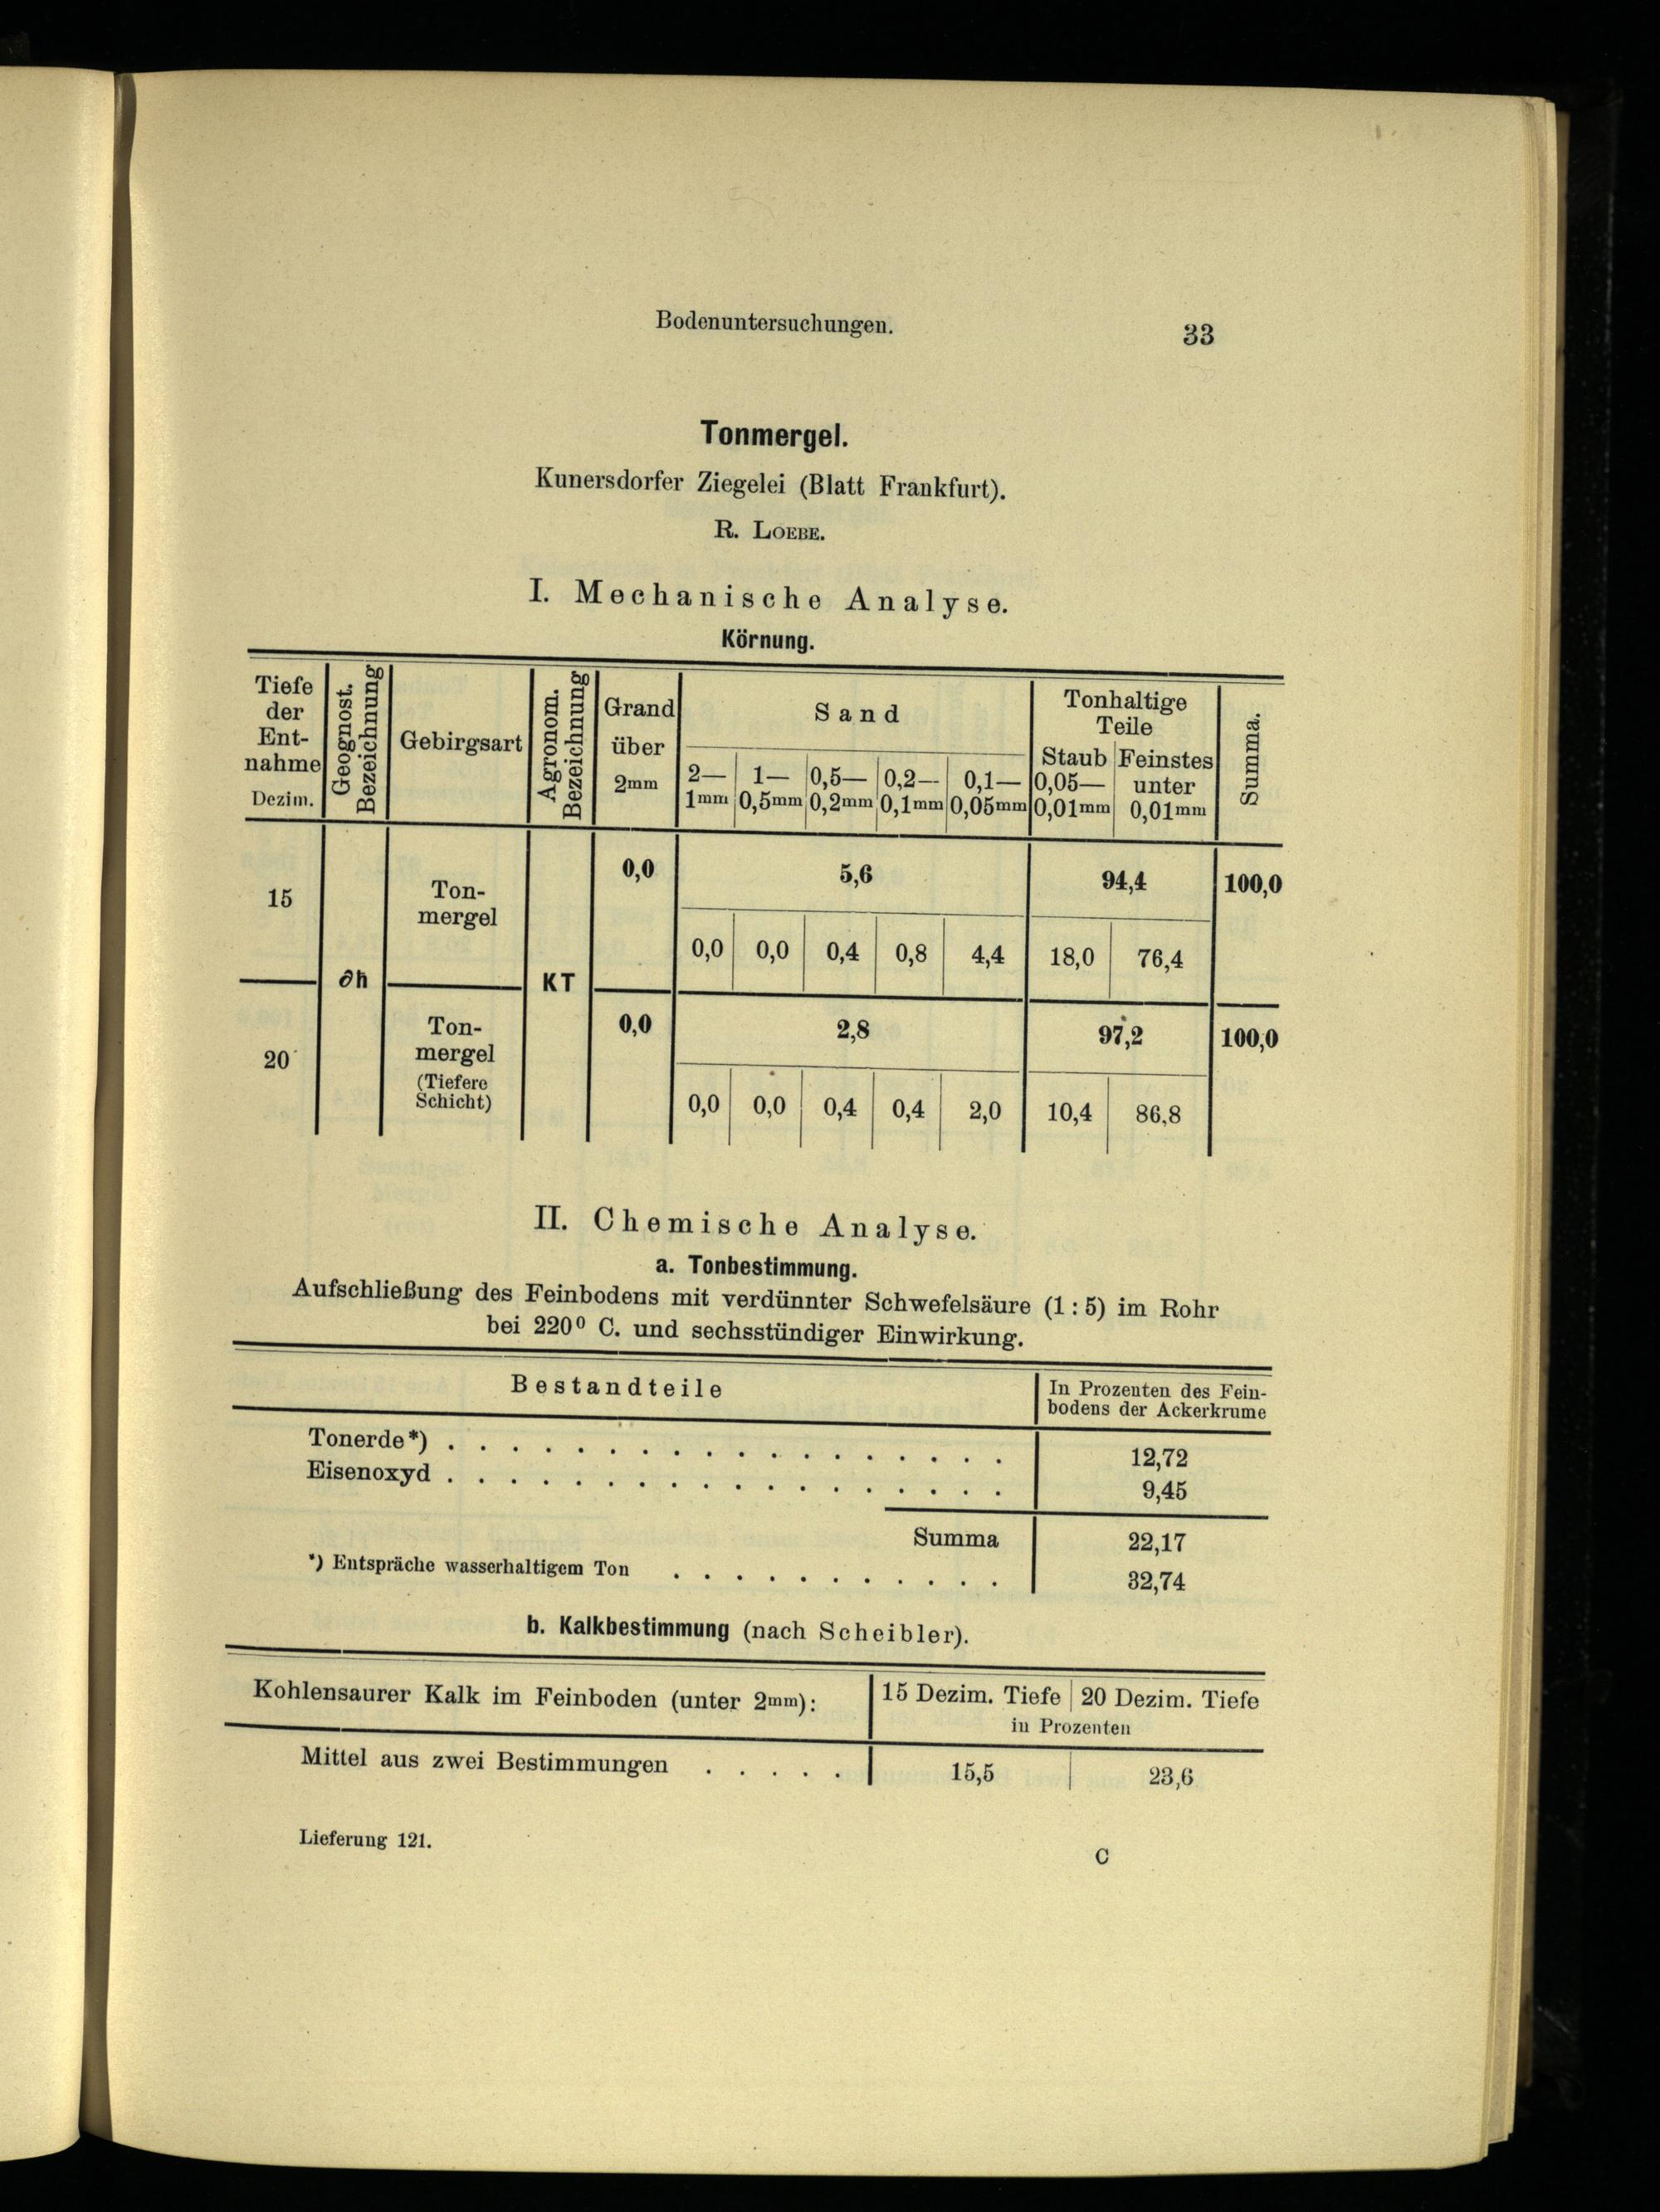 Bodenuntersuchungen. 33
Tonmergel.
Kunersdorfer Ziegelei (Blatt Frankfurt).
R. LOEBE.
I. Mechanische Analyse.
Körnung.
Tiefe der Ent- nahme Dezim. Geognost. Bezeichnung Gebirgsart Agronom. Bezeichnung Grand über 2mm Sand Tonhaltige Teile Summa.
2— 1mm 1— 0,5mm 0,5— 0,2mm 0,2— 0,1mm 0,1— 0,05mm Staub 0,05— 0,01mm Feinstes unter 0,01mm
15 Ton- mergel 0,0 5,6 94,4 100,0
0,0 0,0 0,4 0,8 4,4 18,0 76,4
∂h KT
20 Ton- mergel (Tiefere Schicht) 0,0 2,8 97,2 100,0
0,0 0,0 0,4 0,4 2,0 10,4 86,8
II. Chemische Analyse.
a. Tonbestimmung.
Aufschließung des Feinbodens mit verdünnter Schwefelsäure (1:5) im Rohr
bei 220⁰ C. und sechsstündiger Einwirkung.
Bestandteile In Prozenten des Fein- bodens der Ackerkrume
Tonerde*) . . . . . . . . . . . . . . . . . . 12,72
Eisenoxyd . . . . . . . . . . . . . . . . . . 9,45
Summa 22,17
*) Entspräche wasserhaltigem Ton . . . . . . . . . . . 32,74
b. Kalkbestimmung (nach Scheibler).
Kohlensaurer Kalk im Feinboden (unter 2mm): 15 Dezim. Tiefe 20 Dezim. Tiefe
in Prozenten
Mittel aus zwei Bestimmungen . . . . . 15,5 23,6
Lieferung 121. C